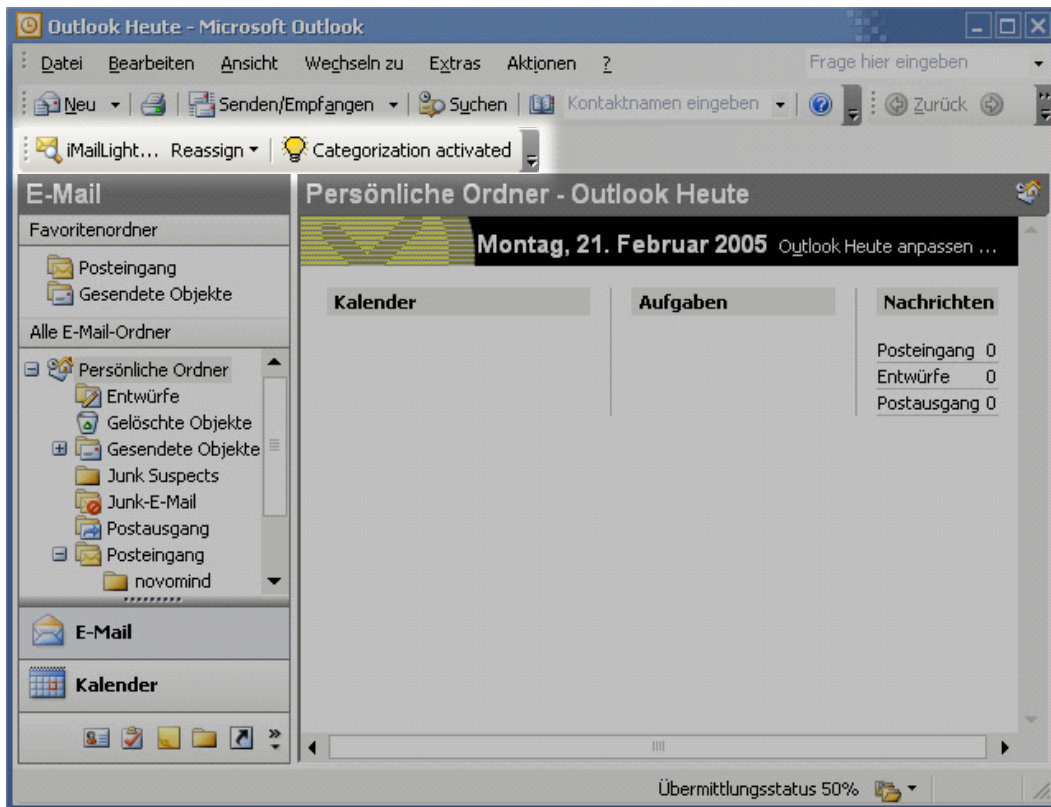 Outlook Heute - Microsoft Outlook
Datei Bearbeiten Ansicht Wechseln zu Extras Aktionen ? Frage hier eingeben
Neu Senden/Empfangen Suchen Kontaktnamen eingeben Zurück
iMailLight... Reassign Categorization activated
E-Mail
Favoritenordner
Posteingang
Gesendete Objekte
Alle E-Mail-Ordner
Persönliche Ordner
Entwürfe
Gelöschte Objekte
Gesendete Objekte
Junk Suspects
Junk-E-Mail
Postausgang
Posteingang
novomind
E-Mail
Kalender
Persönliche Ordner - Outlook Heute
Montag, 21. Februar 2005 Outlook Heute anpassen ...
Kalender Aufgaben Nachrichten
Posteingang 0
Entwürfe 0
Postausgang 0
Übermittlungsstatus 50%